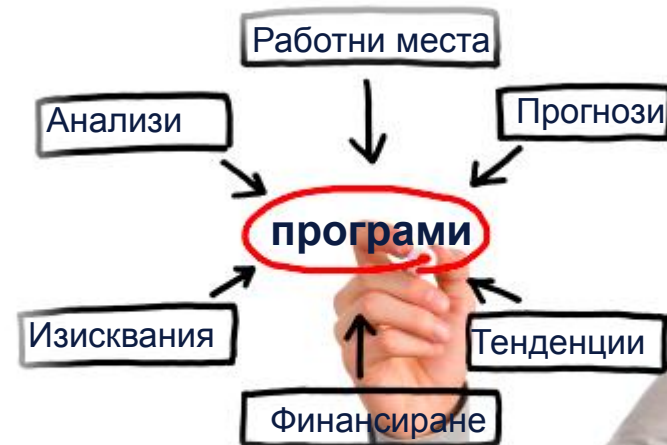 Работни места
Анализи
Прогнози
програми
Изисквания
Тенденции
Финансиране